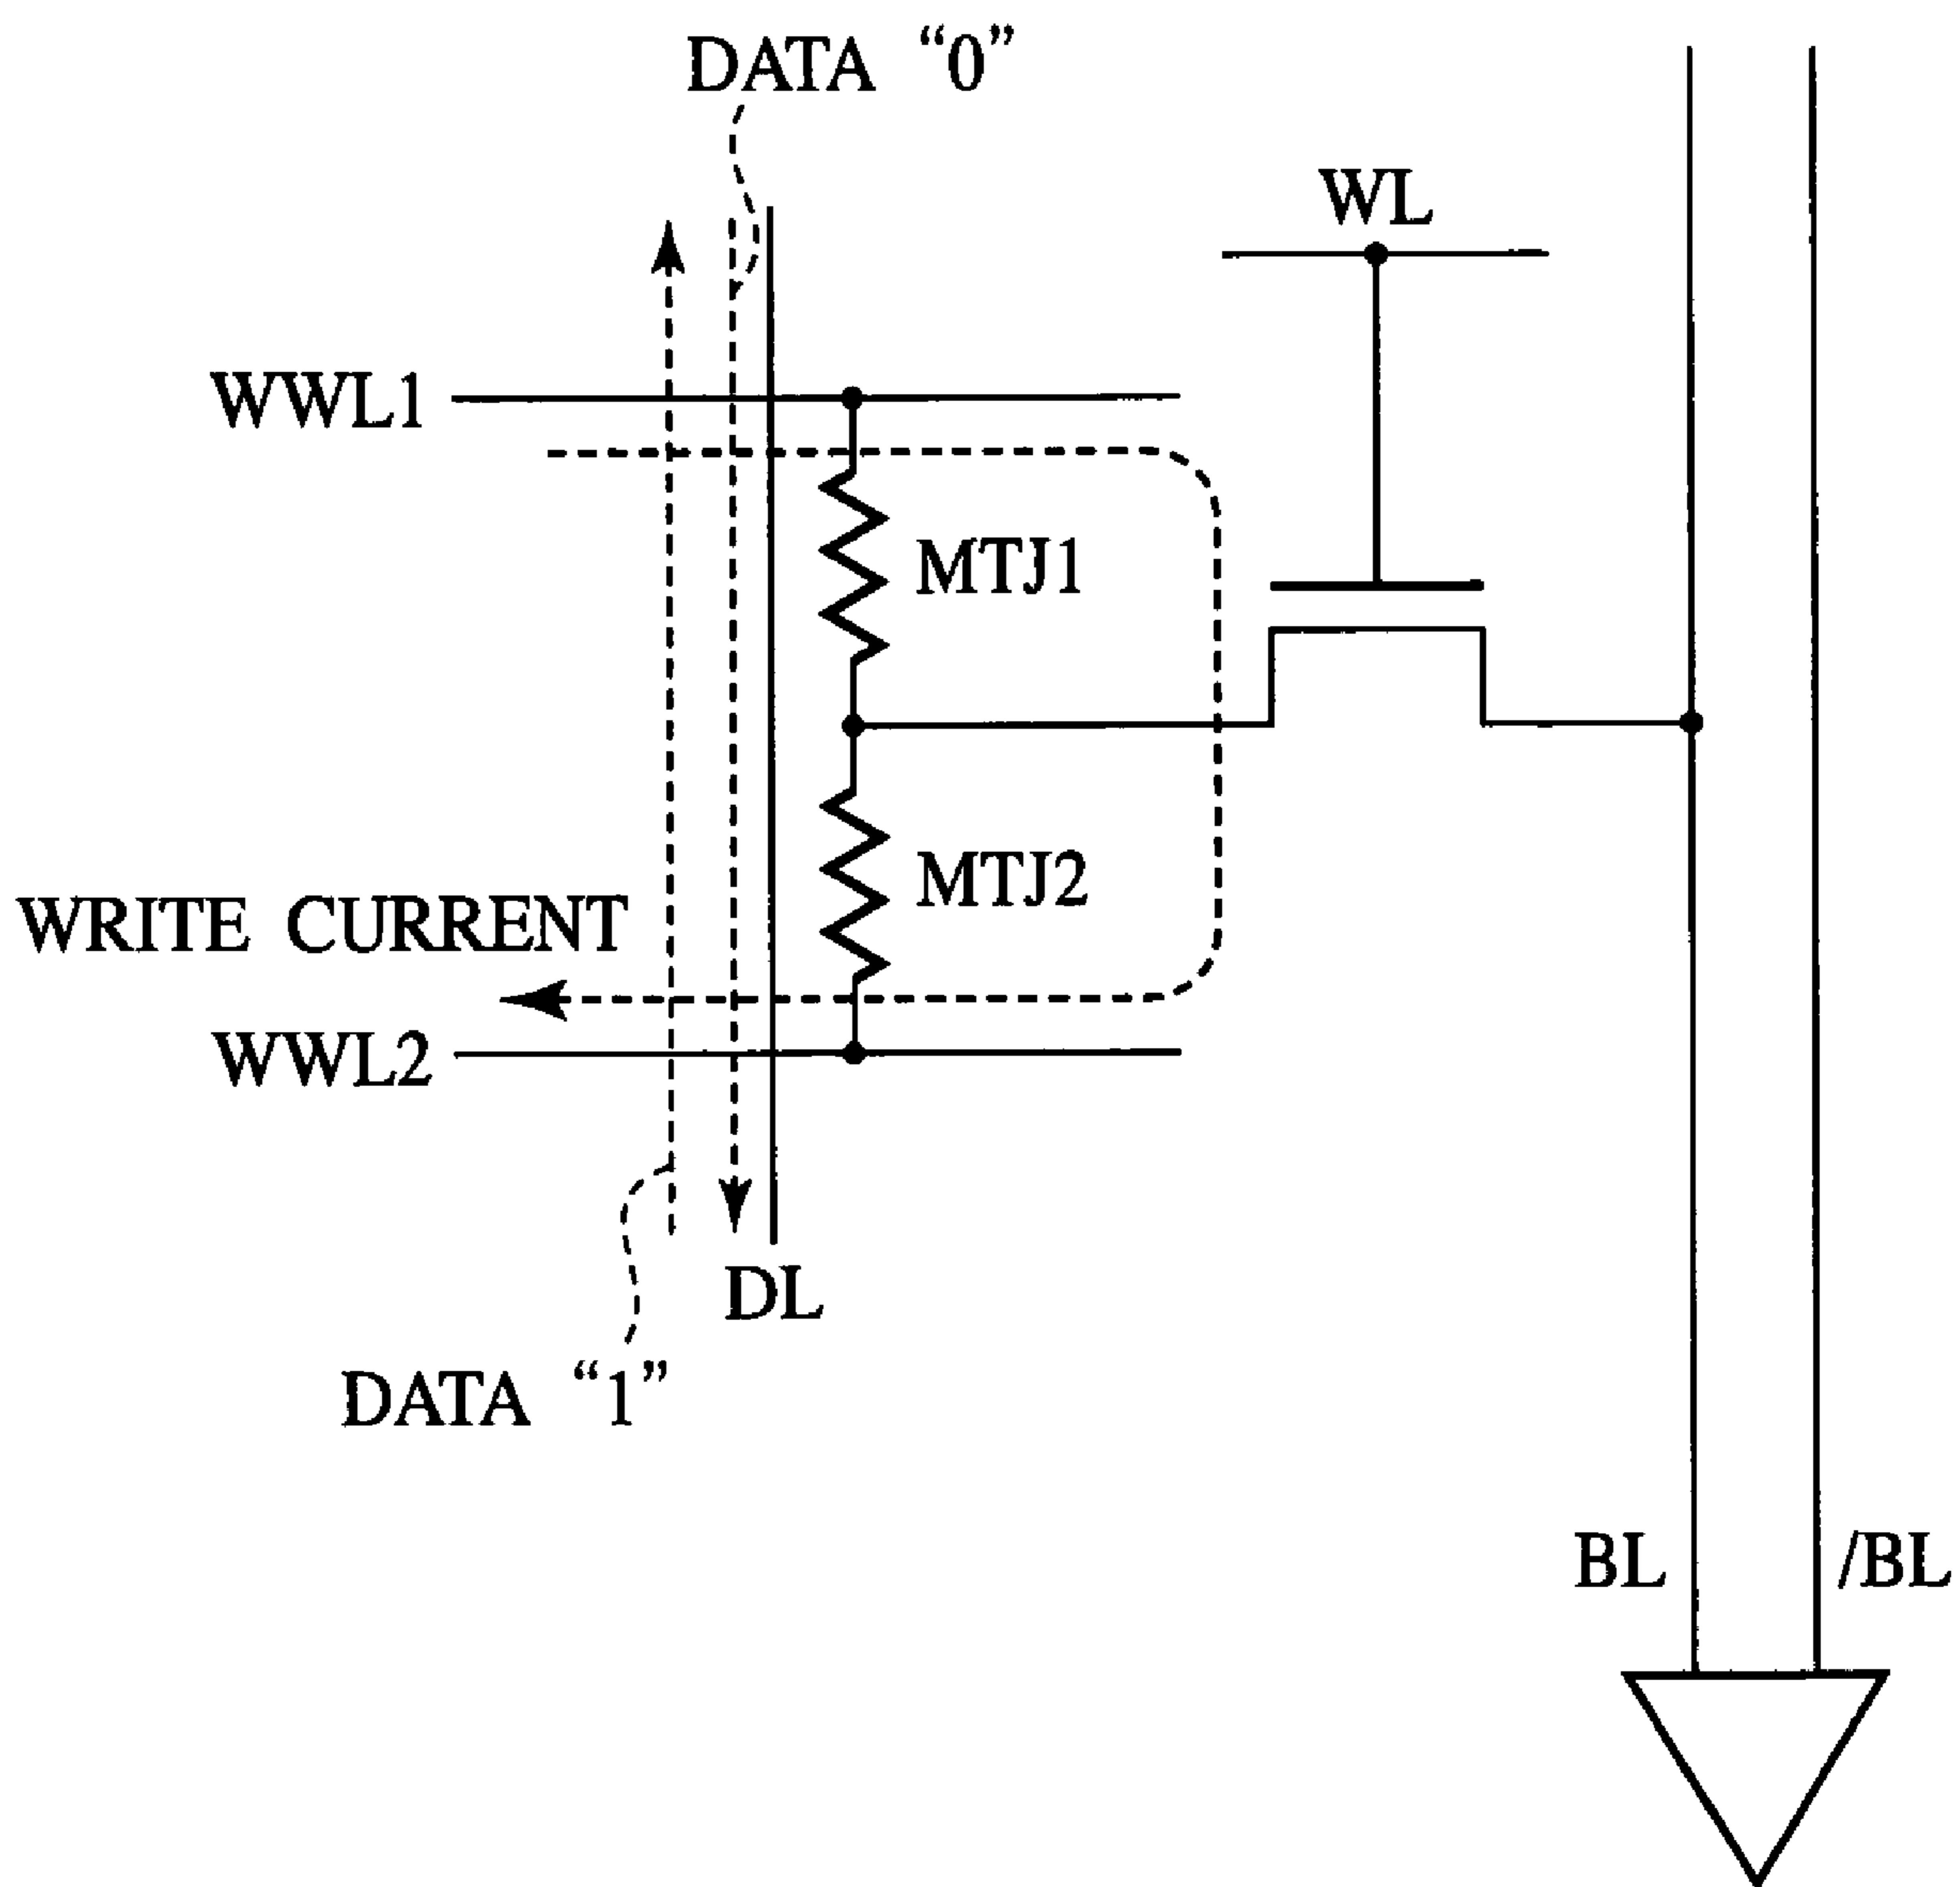 DATA “0”
WL
WWL1
MTJ1
MTJ2
WRITE CURRENT
WWL2
DL
DATA “1”
BL
/BL